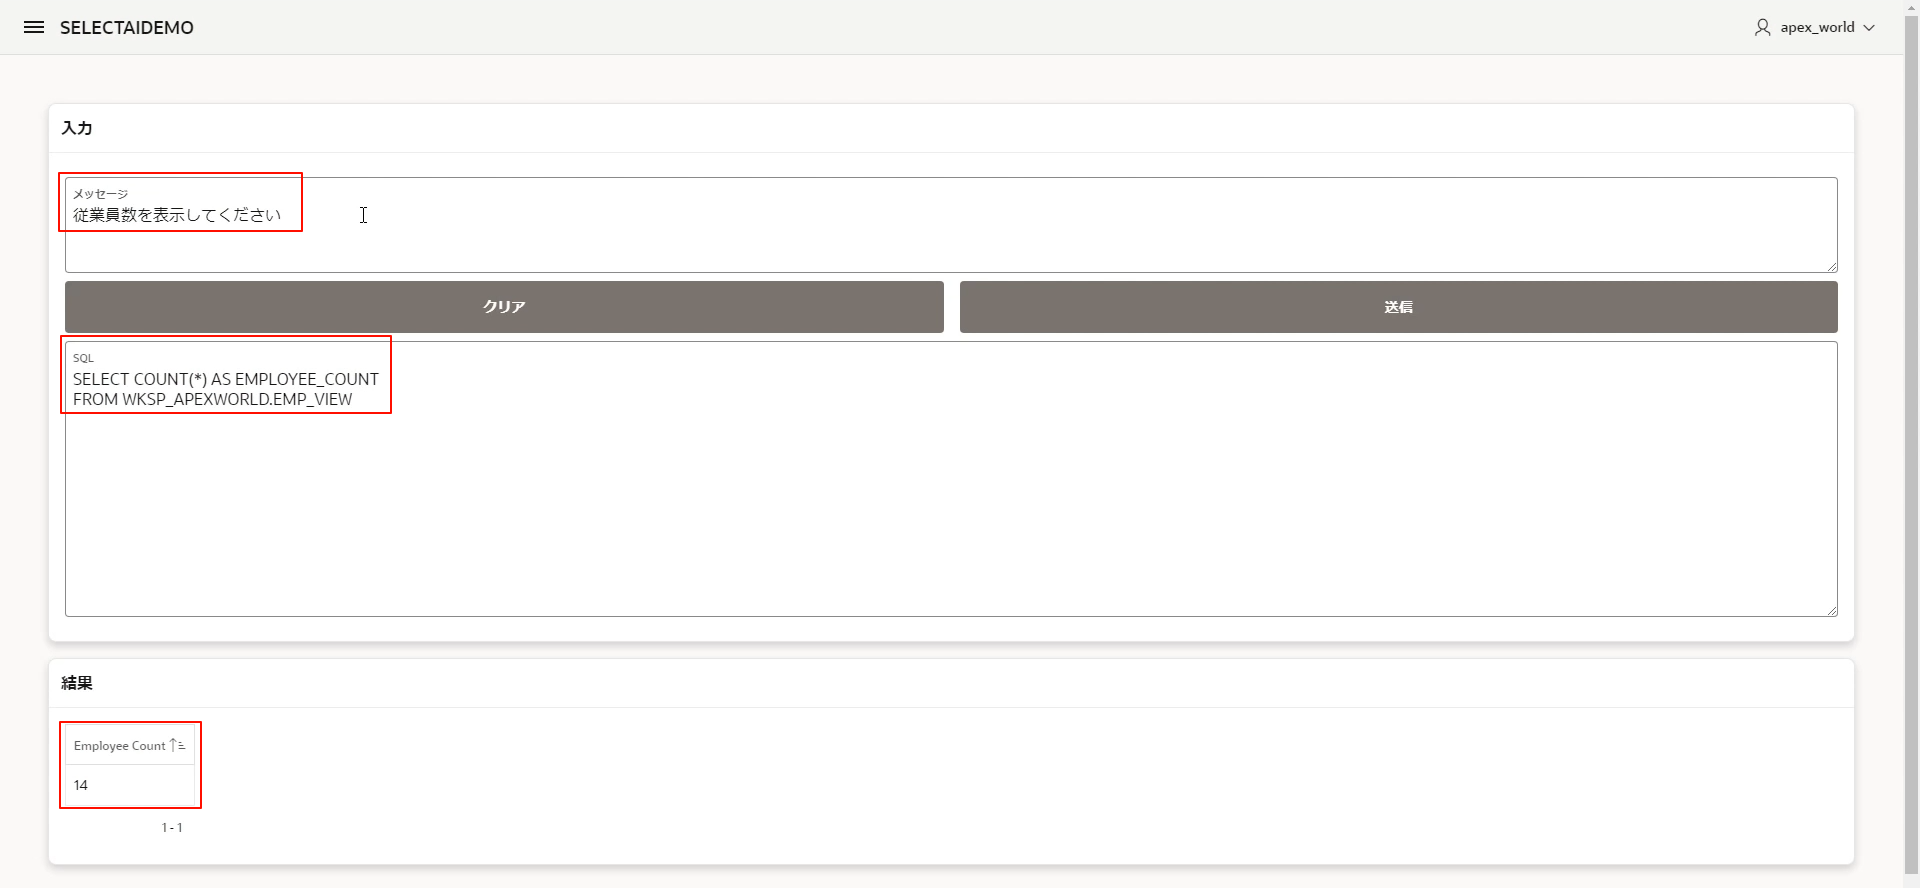 SELECTAIDEMO
apex_world
入力
メッセージ
従業員数を表示してください
クリア
送信
SQL
SELECT COUNT(*) AS EMPLOYEE_COUNT
FROM WKSP_APEXWORLD.EMP_VIEW
結果
Employee Count
14
1 - 1